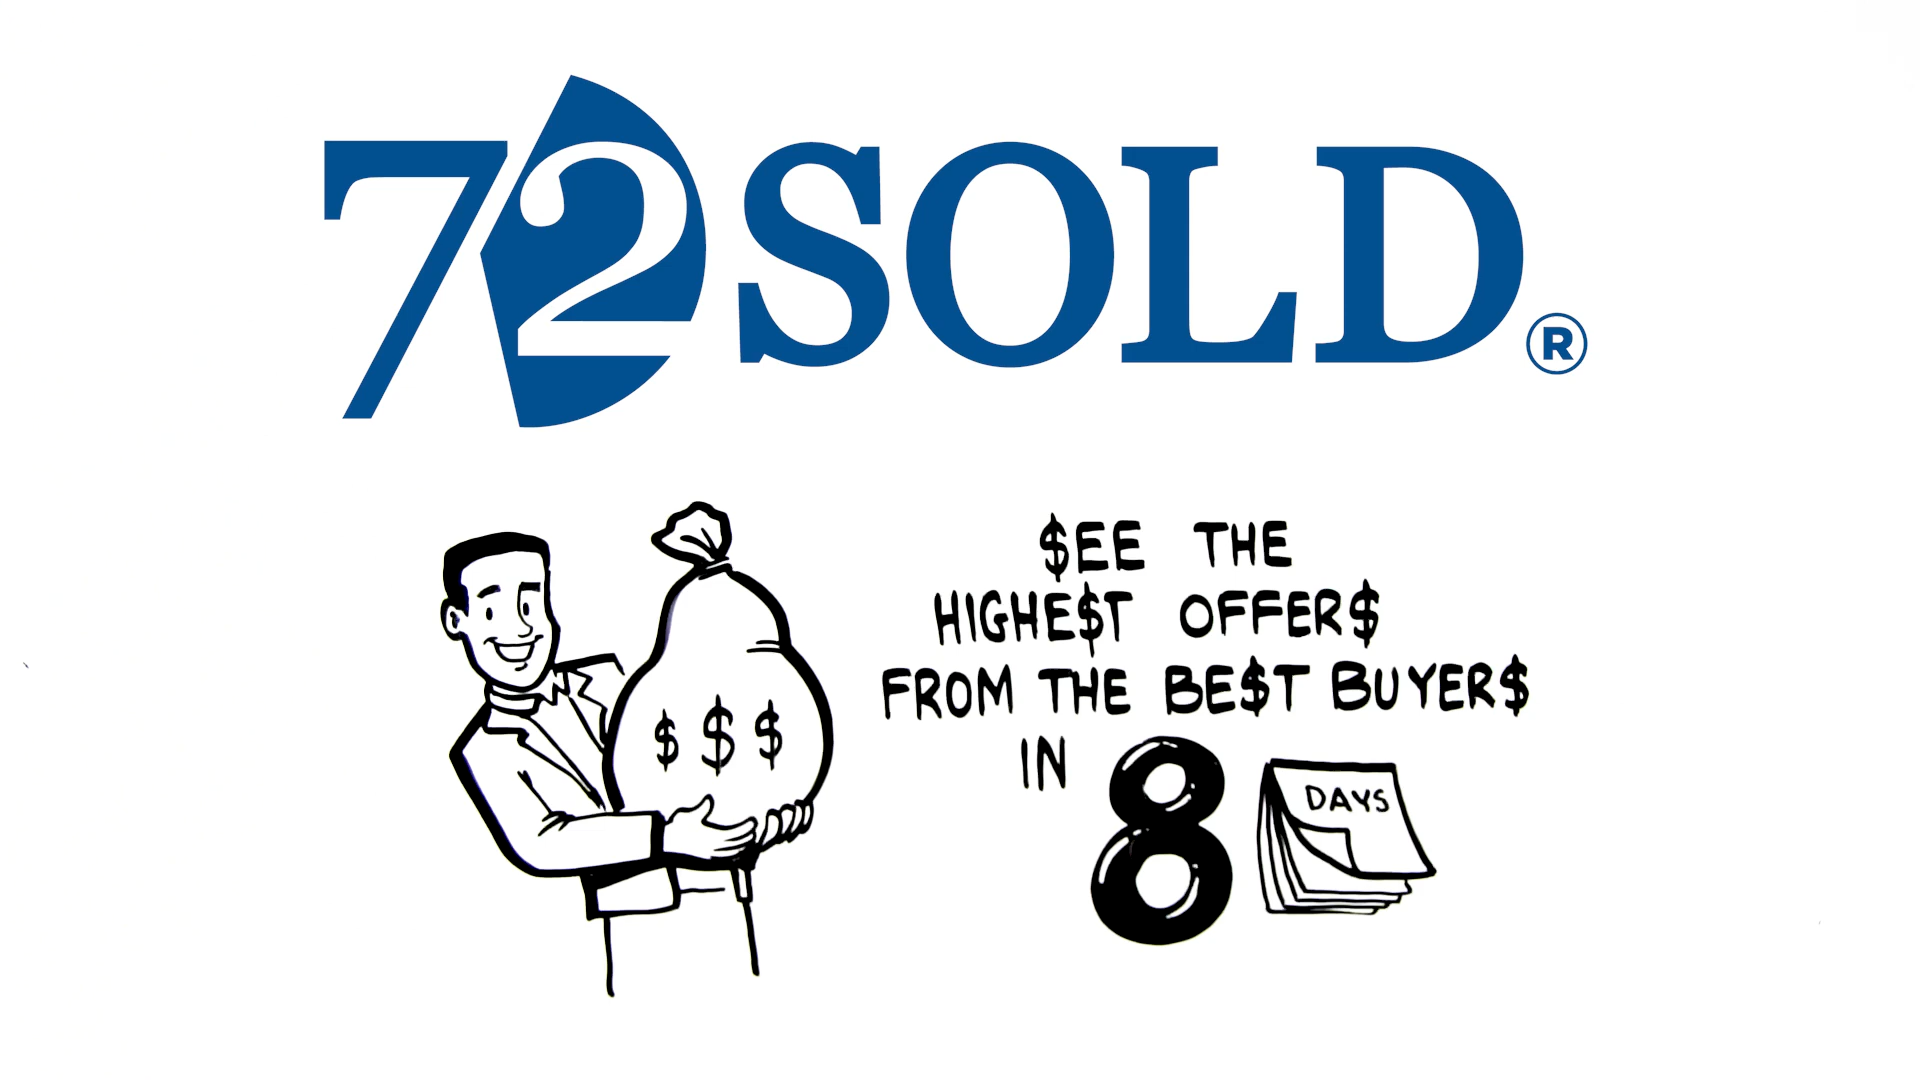 72SOLD®
$EE THE
HIGHE$T OFFER$
FROM THE BE$T BUYER$
IN 8 DAYS
$ $ $